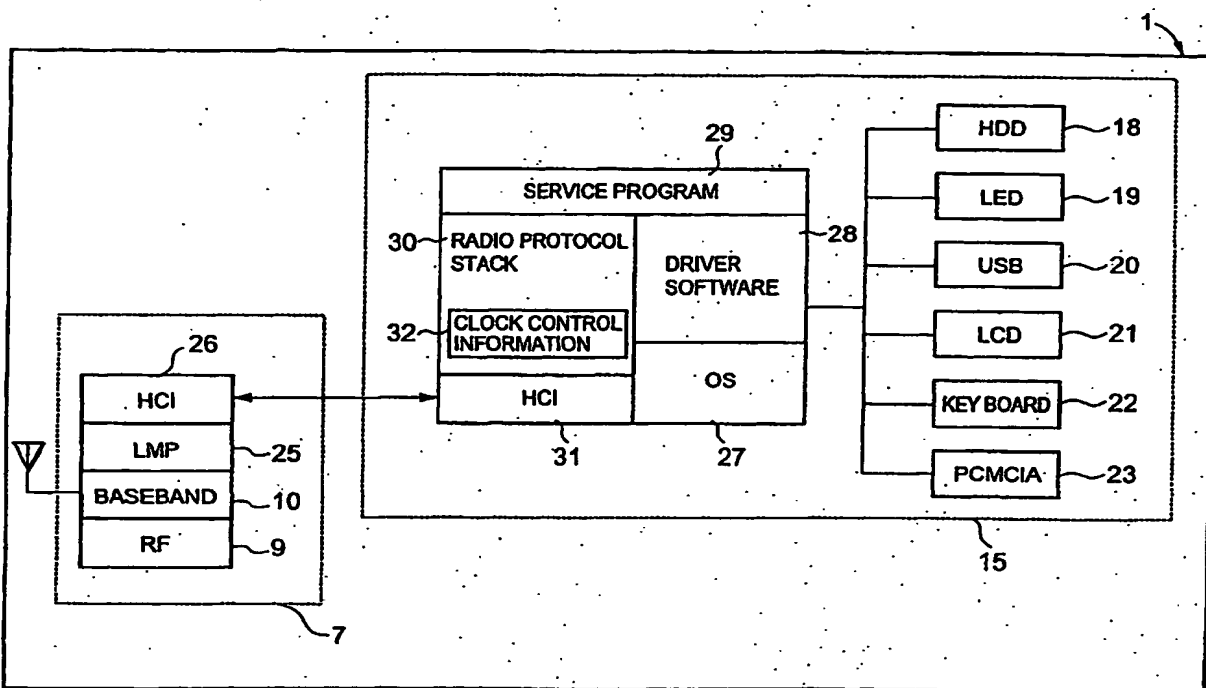 1
29
SERVICE PROGRAM
30
RADIO PROTOCOL
STACK
32
CLOCK CONTROL
INFORMATION
HCI
31
DRIVER
SOFTWARE
28
OS
27
HDD
18
LED
19
USB
20
LCD
21
KEY BOARD
22
PCMCIA
23
15
26
HCI
LMP
25
BASEBAND
10
RF
9
7